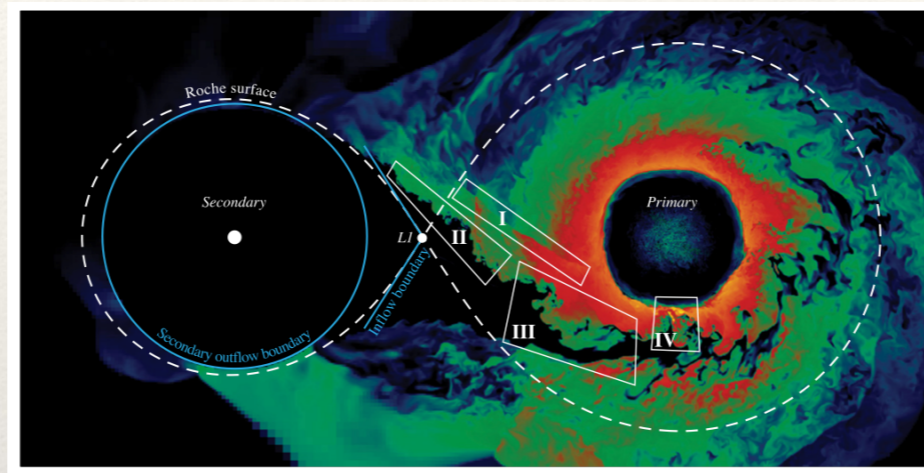 Roche surface
Secondary
Primary
I
L1
II
Inflow boundary
III
IV
Secondary outflow boundary